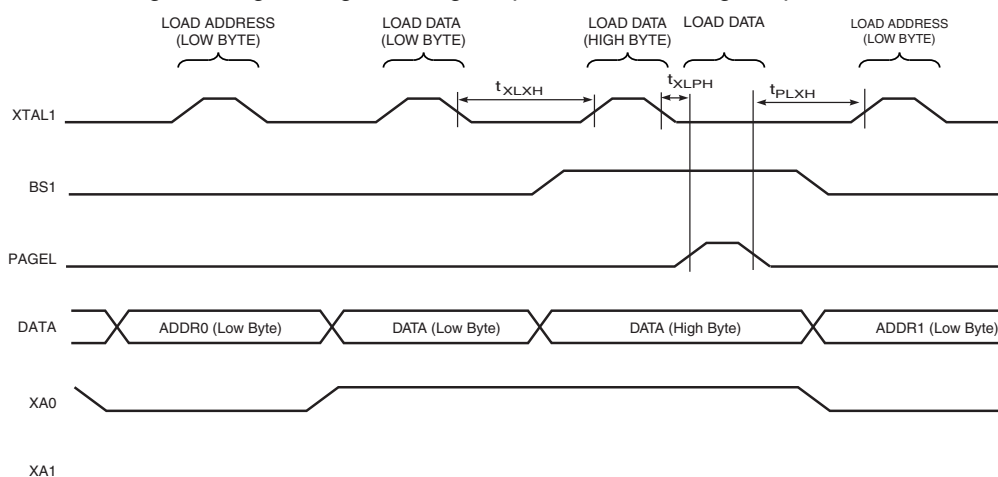 LOAD ADDRESS
(LOW BYTE)
LOAD DATA
(LOW BYTE)
LOAD DATA
(HIGH BYTE)
LOAD DATA
LOAD ADDRESS
(LOW BYTE)
tXLXH
tXLPH
tPLXH
XTAL1
BS1
PAGEL
DATA
ADDR0 (Low Byte)
DATA (Low Byte)
DATA (High Byte)
ADDR1 (Low Byte)
XA0
XA1